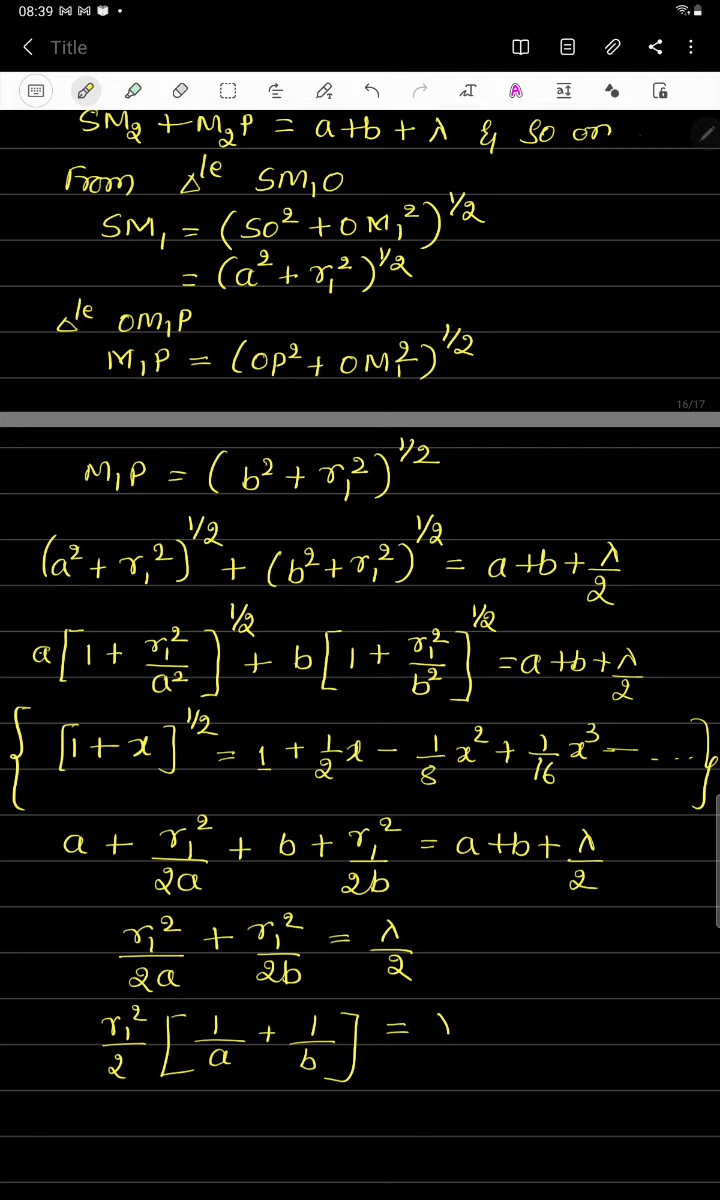 08:39
Title
SM₂ + M₂P = a+b + λ & so on
From △le SM₁O
SM₁ = (SO² + OM₁²)^1/2
= (a² + r₁²)^1/2
△le OM₁P
M₁P = (OP² + OM₁²)^1/2
16/17
M₁P = (b² + r₁²)^1/2
(a² + r₁²)^1/2 + (b² + r₁²)^1/2 = a+b+λ/2
a[1 + r₁²/a²]^1/2 + b[1 + r₁²/b²]^1/2 = a+b+λ/2
{[1+x]^1/2 = 1 + 1/2 x − 1/8 x² + 1/16 x³ − ....}
a + r₁²/2a + b + r₁²/2b = a+b+λ/2
r₁²/2a + r₁²/2b = λ/2
r₁²/2 [1/a + 1/b] =